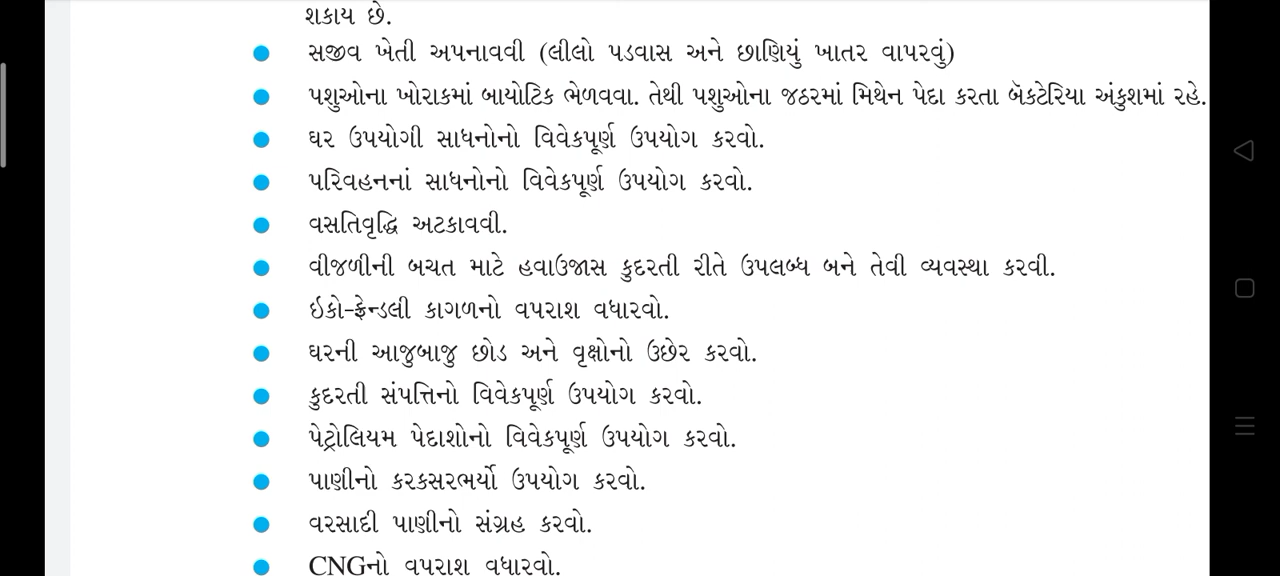 શકાય છે.
● સજીવ ખેતી અપનાવવી (લીલો પડવાસ અને છાણિયું ખાતર વાપરવું)
● પશુઓના ખોરાકમાં બાયોટિક ભેળવવા. તેથી પશુઓના જઠરમાં મિથેન પેદા કરતા બૅક્ટેરિયા અંકુશમાં રહે.
● ઘર ઉપયોગી સાધનોનો વિવેકપૂર્ણ ઉપયોગ કરવો.
● પરિવહનનાં સાધનોનો વિવેકપૂર્ણ ઉપયોગ કરવો.
● વસતિવૃદ્ધિ અટકાવવી.
● વીજળીની બચત માટે હવાઉજાસ કુદરતી રીતે ઉપલબ્ધ બને તેવી વ્યવસ્થા કરવી.
● ઇકો-ફ્રેન્ડલી કાગળનો વપરાશ વધારવો.
● ઘરની આજુબાજુ છોડ અને વૃક્ષોનો ઉછેર કરવો.
● કુદરતી સંપત્તિનો વિવેકપૂર્ણ ઉપયોગ કરવો.
● પેટ્રોલિયમ પેદાશોનો વિવેકપૂર્ણ ઉપયોગ કરવો.
● પાણીનો કરકસરભર્યો ઉપયોગ કરવો.
● વરસાદી પાણીનો સંગ્રહ કરવો.
● CNGનો વપરાશ વધારવો.